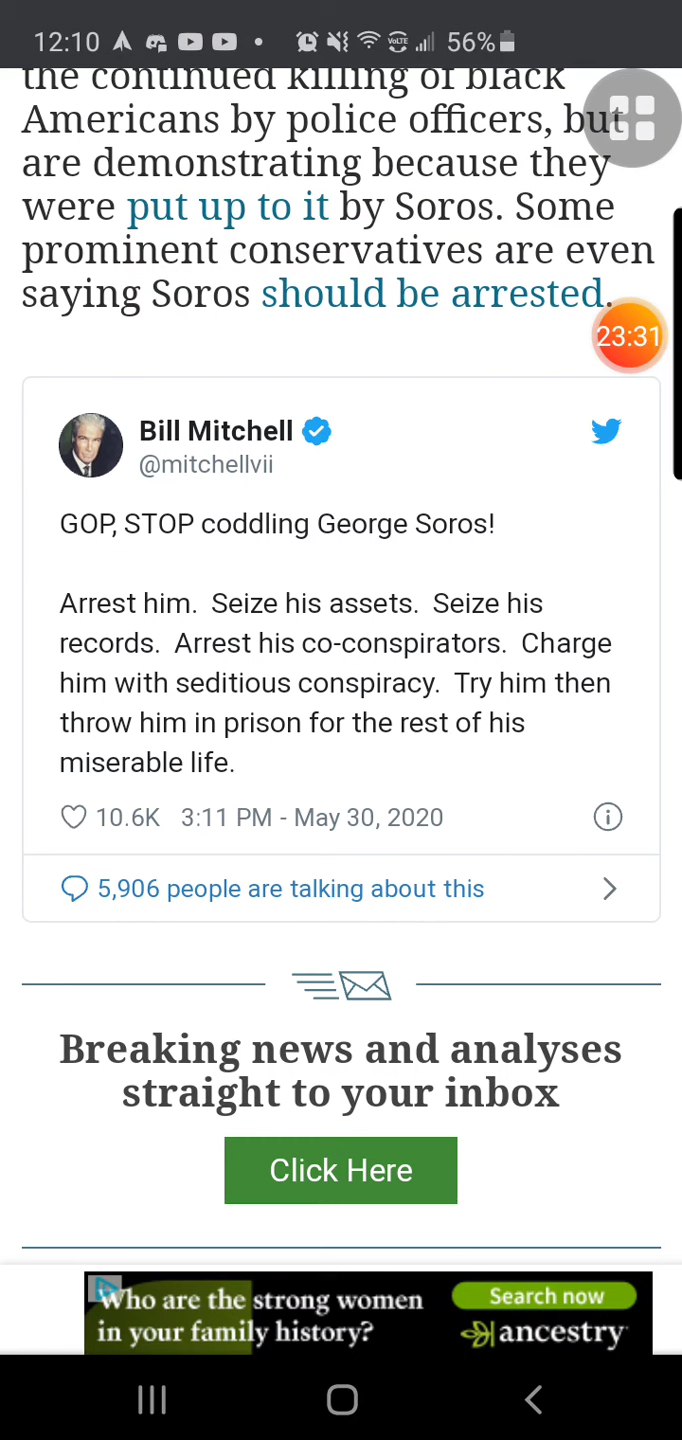 12:10 56%
the continued killing of black
Americans by police officers, but
are demonstrating because they
were put up to it by Soros. Some
prominent conservatives are even
saying Soros should be arrested.
23:31
Bill Mitchell
@mitchellvii
GOP, STOP coddling George Soros!
Arrest him. Seize his assets. Seize his
records. Arrest his co-conspirators. Charge
him with seditious conspiracy. Try him then
throw him in prison for the rest of his
miserable life.
10.6K 3:11 PM - May 30, 2020
5,906 people are talking about this
Breaking news and analyses
straight to your inbox
Click Here
Who are the strong women
in your family history?
Search now
ancestry